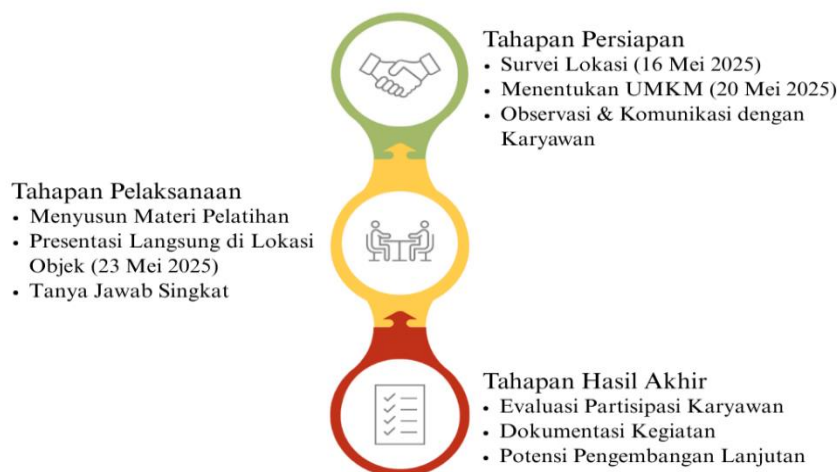 Tahapan Persiapan
• Survei Lokasi (16 Mei 2025)
• Menentukan UMKM (20 Mei 2025)
• Observasi & Komunikasi dengan
Karyawan
Tahapan Pelaksanaan
• Menyusun Materi Pelatihan
• Presentasi Langsung di Lokasi
Objek (23 Mei 2025)
• Tanya Jawab Singkat
Tahapan Hasil Akhir
• Evaluasi Partisipasi Karyawan
• Dokumentasi Kegiatan
• Potensi Pengembangan Lanjutan